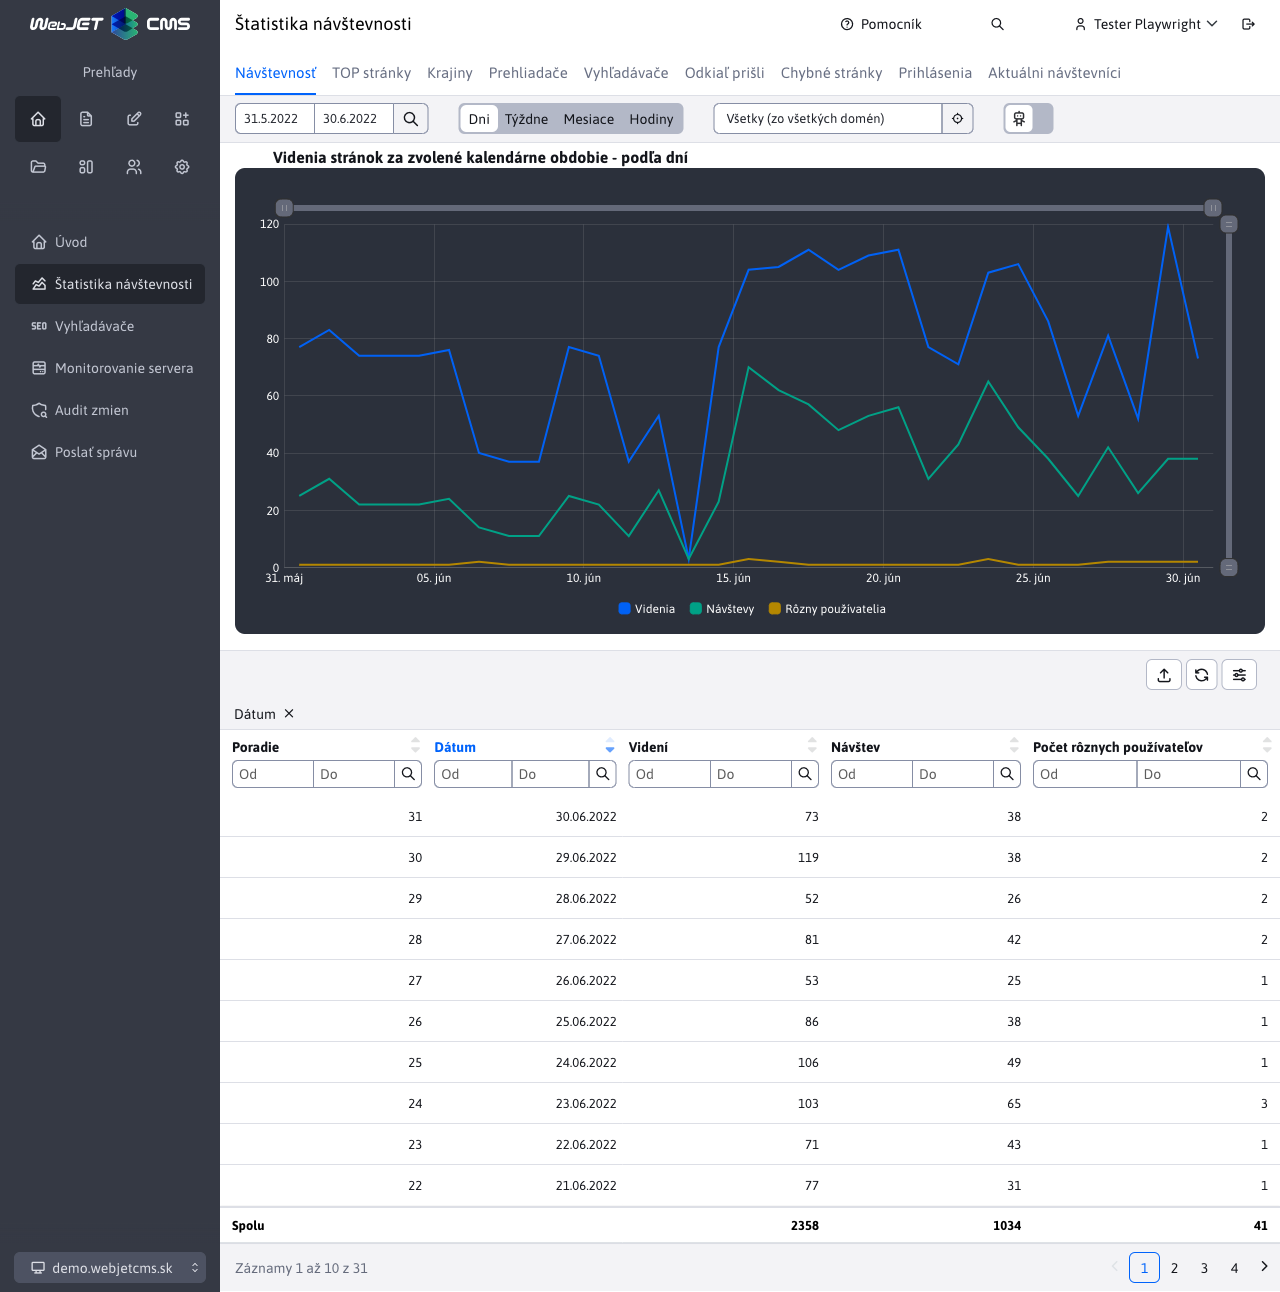 WebJET CMS
Štatistika návštevnosti
Pomocník
Tester Playwright
Prehľady
Návštevnosť TOP stránky Krajiny Prehliadače Vyhľadávače Odkiaľ prišli Chybné stránky Prihlásenia Aktuálni návštevníci
31.5.2022 30.6.2022 Dni Týždne Mesiace Hodiny Všetky (zo všetkých domén)
Úvod
Štatistika návštevnosti
SEO Vyhľadávače
Monitorovanie servera
Audit zmien
Poslať správu
demo.webjetcms.sk
Videnia stránok za zvolené kalendárne obdobie - podľa dní
120
100
80
60
40
20
0
31. máj 05. jún 10. jún 15. jún 20. jún 25. jún 30. jún
Videnia Návštevy Rôzny používatelia
Dátum
Poradie Dátum Videní Návštev Počet rôznych používateľov
Od Do Od Do Od Do Od Do Od Do
31 30.06.2022 73 38 2
30 29.06.2022 119 38 2
29 28.06.2022 52 26 2
28 27.06.2022 81 42 2
27 26.06.2022 53 25 1
26 25.06.2022 86 38 1
25 24.06.2022 106 49 1
24 23.06.2022 103 65 3
23 22.06.2022 71 43 1
22 21.06.2022 77 31 1
Spolu 2358 1034 41
Záznamy 1 až 10 z 31
1 2 3 4